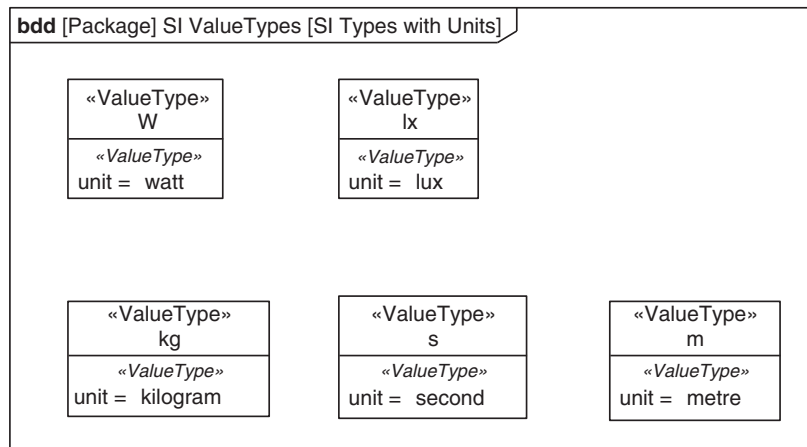 bdd [Package] SI ValueTypes [SI Types with Units]
«ValueType»
W
«ValueType»
unit = watt
«ValueType»
lx
«ValueType»
unit = lux
«ValueType»
kg
«ValueType»
unit = kilogram
«ValueType»
s
«ValueType»
unit = second
«ValueType»
m
«ValueType»
unit = metre